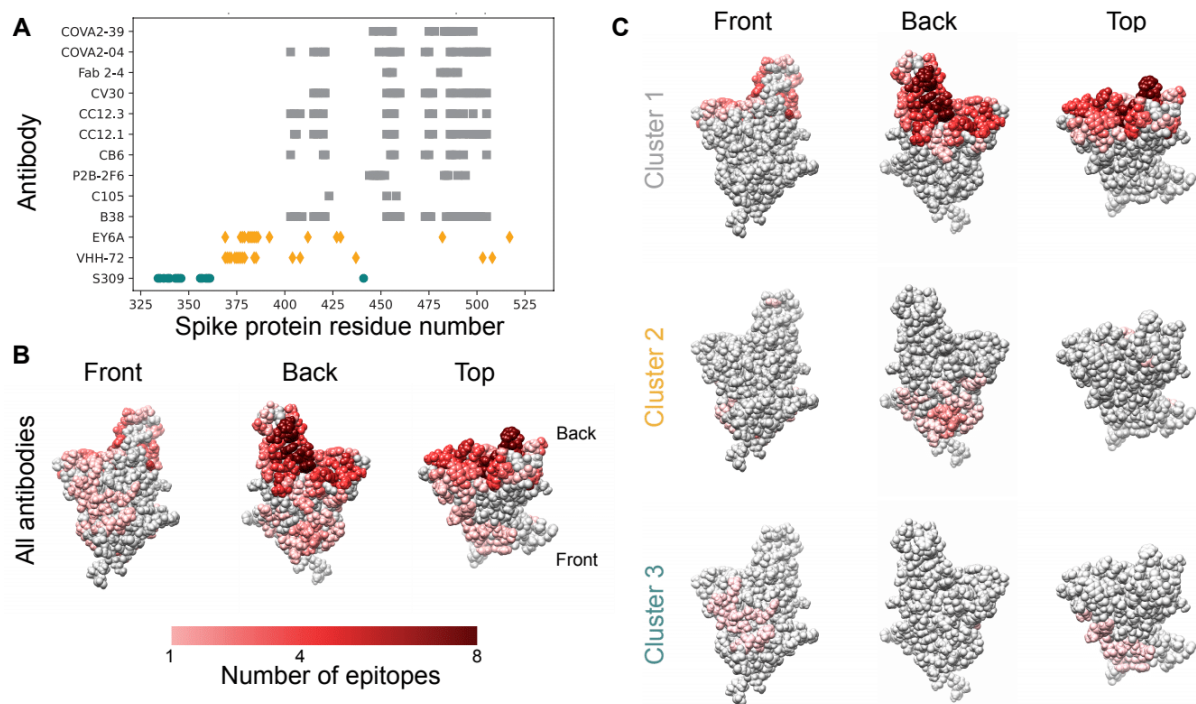 A
COVA2-39
COVA2-04
Fab 2-4
CV30
CC12.3
CC12.1
CB6
P2B-2F6
C105
B38
EY6A
VHH-72
S309
Antibody
325 350 375 400 425 450 475 500 525
Spike protein residue number
B
Front Back Top
All antibodies
Back
Front
1 4 8
Number of epitopes
C
Front Back Top
Cluster 1
Cluster 2
Cluster 3